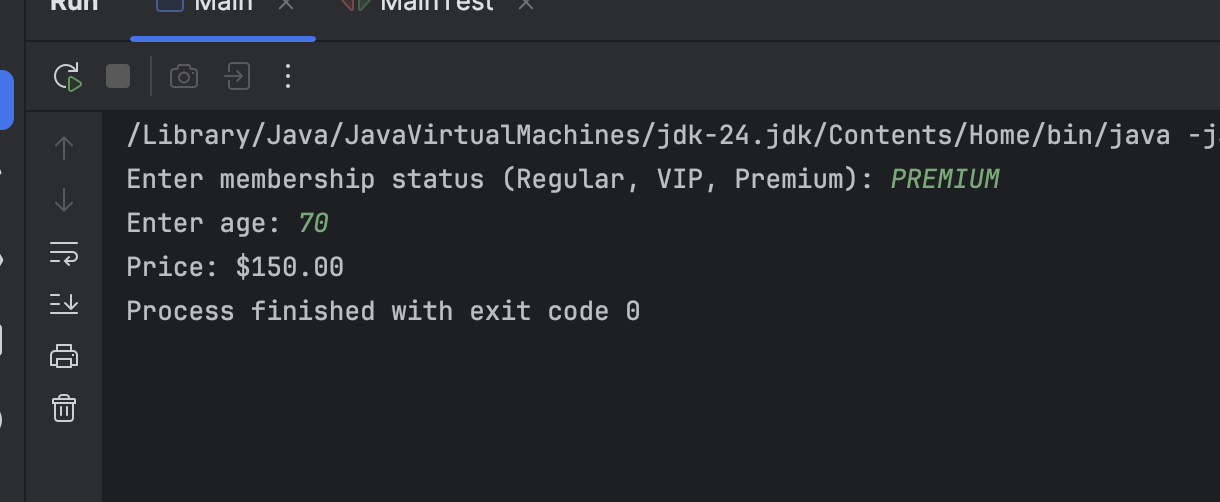 Run Main MainTest
/Library/Java/JavaVirtualMachines/jdk-24.jdk/Contents/Home/bin/java
Enter membership status (Regular, VIP, Premium): PREMIUM
Enter age: 70
Price: $150.00
Process finished with exit code 0